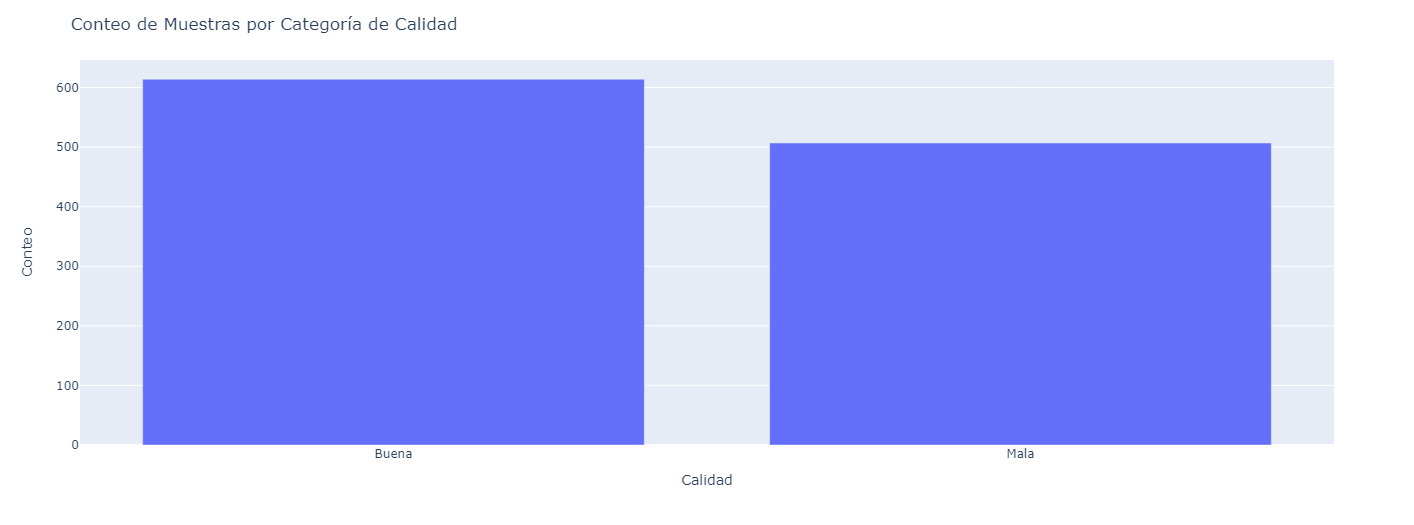 Conteo de Muestras por Categoría de Calidad
600
500
400
300
200
100
0
Conteo
Buena
Mala
Calidad